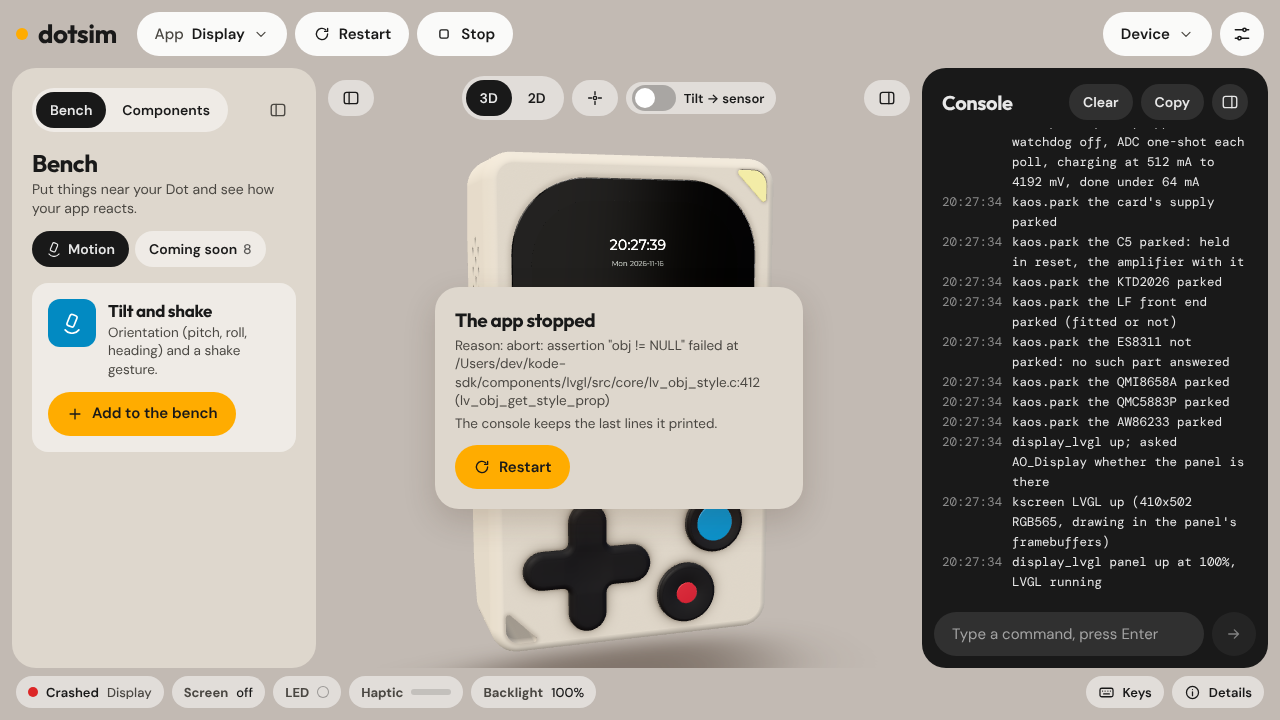 dotsim
App Display
Restart
Stop
Device
Bench
Components
Bench
Put things near your Dot and see how
your app reacts.
Motion
Coming soon 8
Tilt and shake
Orientation (pitch, roll,
heading) and a shake
gesture.
Add to the bench
3D
2D
Tilt → sensor
20:27:39
Mon 2026-11-16
The app stopped
Reason: abort: assertion "obj != NULL" failed at
/Users/dev/kode-
sdk/components/lvgl/src/core/lv_obj_style.c:412
(lv_obj_get_style_prop)
The console keeps the last lines it printed.
Restart
Console
Clear
Copy
watchdog off, ADC one-shot each
poll, charging at 512 mA to
4192 mV, done under 64 mA
20:27:34 kaos.park the card's supply
parked
20:27:34 kaos.park the C5 parked: held
in reset, the amplifier with it
20:27:34 kaos.park the KTD2026 parked
20:27:34 kaos.park the LF front end
parked (fitted or not)
20:27:34 kaos.park the ES8311 not
parked: no such part answered
20:27:34 kaos.park the QMI8658A parked
20:27:34 kaos.park the QMC5883P parked
20:27:34 kaos.park the AW86233 parked
20:27:34 display_lvgl up; asked
AO_Display whether the panel is
there
20:27:34 kscreen LVGL up (410x502
RGB565, drawing in the panel's
framebuffers)
20:27:34 display_lvgl panel up at 100%,
LVGL running
Type a command, press Enter
Crashed Display
Screen off
LED
Haptic
Backlight 100%
Keys
Details